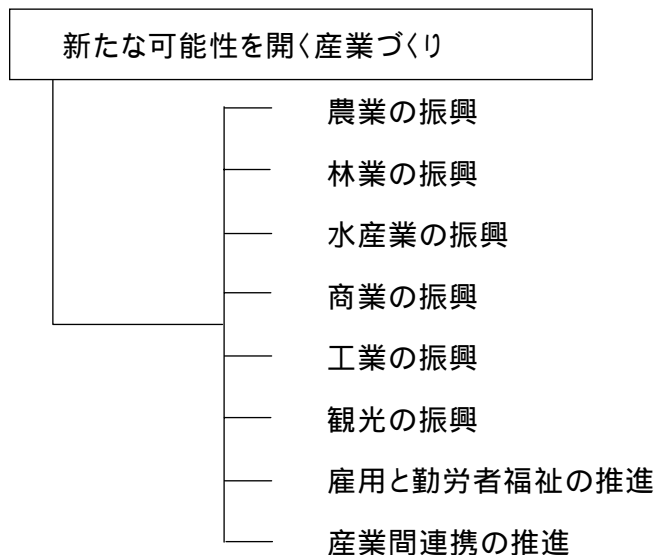 新たな可能性を開く産業づくり
農業の振興
林業の振興
水産業の振興
商業の振興
工業の振興
観光の振興
雇用と勤労者福祉の推進
産業間連携の推進